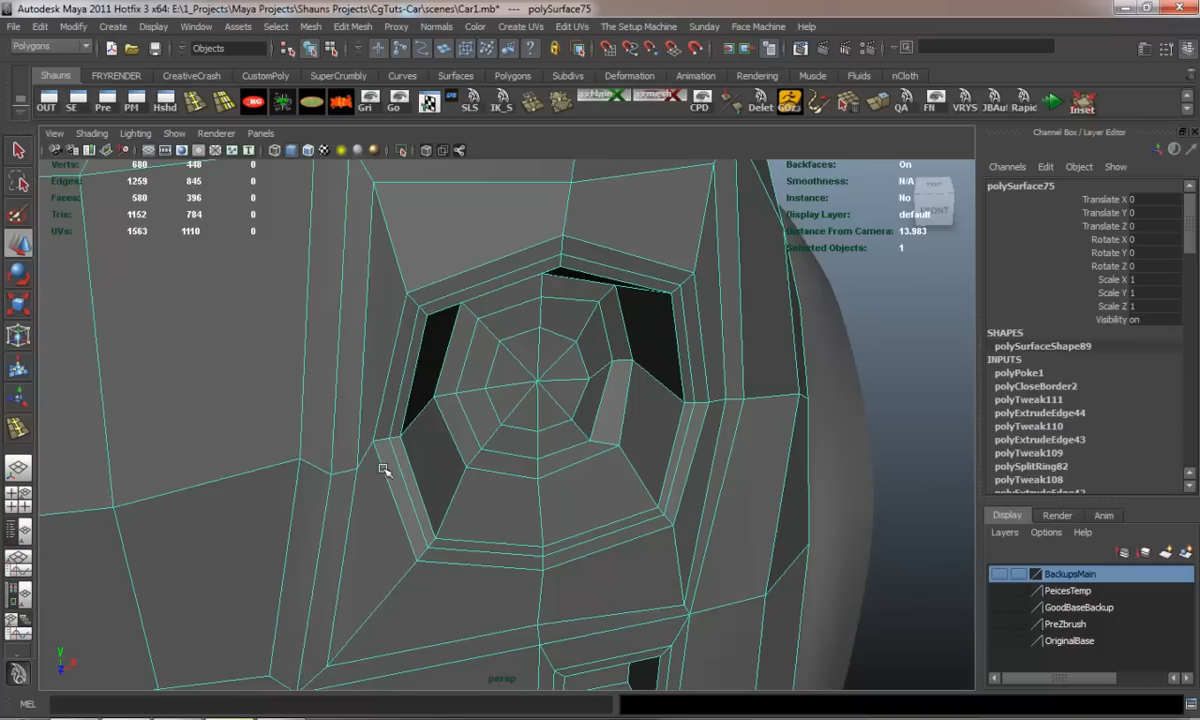 Autodesk Maya 2011 Hotfix 3 x64: E:\1_Projects\Maya Projects\Shauns Projects\CgTuts-Car\scenes\Car1.mb* --- polySurface75
File Edit Modify Create Display Window Assets Select Mesh Edit Mesh Proxy Normals Color Create UVs Edit UVs The Setup Machine Sunday Face Machine Help
Polygons Objects
Shauns FRYRENDER CreativeCrash CustomPoly SuperCrumbly Curves Surfaces Polygons Subdivs Deformation Animation Rendering Muscle Fluids nCloth
OUT SE Pre PM Hshd Gri Go SLS IK_S CPD Delet GOz3 QA FN VRYS JBAu! Rapic Inset
View Shading Lighting Show Renderer Panels
Channel Box / Layer Editor
Channels Edit Object Show
Verts: 680 448 0
Edges: 1259 845 0
Faces: 580 396 0
Tris: 1152 784 0
UVs: 1563 1110 0
Backfaces: On
Smoothness: N/A
Instance: No
Display Layer: default
Distance From Camera: 13.983
Selected Objects: 1
TOP
FRONT
polySurface75
Translate X 0
Translate Y 0
Translate Z 0
Rotate X 0
Rotate Y 0
Rotate Z 0
Scale X 1
Scale Y 1
Scale Z 1
Visibility on
SHAPES
polySurfaceShape89
INPUTS
polyPoke1
polyCloseBorder2
polyTweak111
polyExtrudeEdge44
polyTweak110
polyExtrudeEdge43
polyTweak109
polySplitRing82
polyTweak108
Display Render Anim
Layers Options Help
BackupsMain
PeicesTemp
GoodBaseBackup
PreZbrush
OriginalBase
y
x
z
persp
MEL